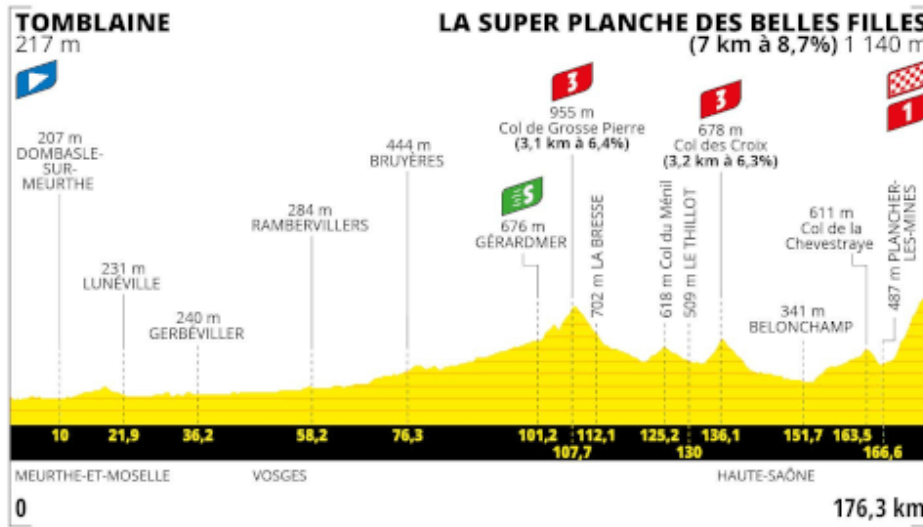 TOMBLAINE
217 m
LA SUPER PLANCHE DES BELLES FILLES
(7 km à 8,7%) 1 140 m
3
3
1
207 m
DOMBASLE-
SUR-
MEURTHE
231 m
LUNÉVILLE
240 m
GERBÉVILLER
284 m
RAMBERVILLERS
444 m
BRUYÈRES
S
676 m
GÉRARDMER
955 m
Col de Grosse Pierre
(3,1 km à 6,4%)
702 m LA BRESSE
618 m Col du Ménil
509 m LE THILLOT
678 m
Col des Croix
(3,2 km à 6,3%)
341 m
BELONCHAMP
611 m
Col de la
Chevestraye
487 m PLANCHER-
LES-MINES
10 21,9 36,2 58,2 76,3 101,2 112,1 125,2 136,1 151,7 163,5
107,7 130 166,6
MEURTHE-ET-MOSELLE VOSGES HAUTE-SAÔNE
0 176,3 km